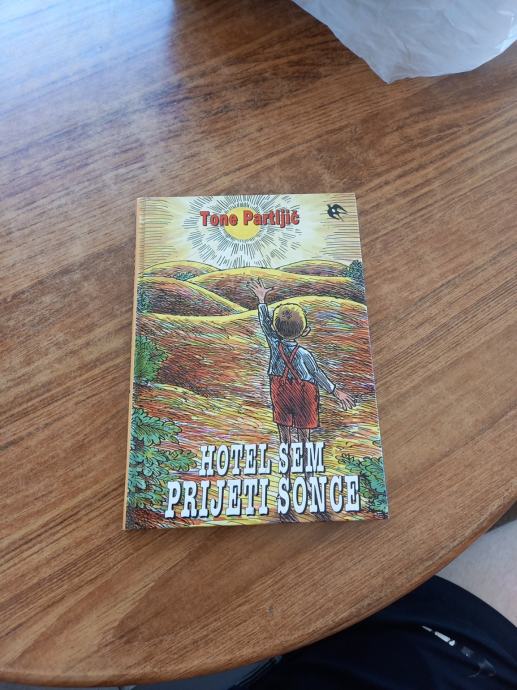 Tone Partljič
HOTEL SEM
PRIJETI SONCE